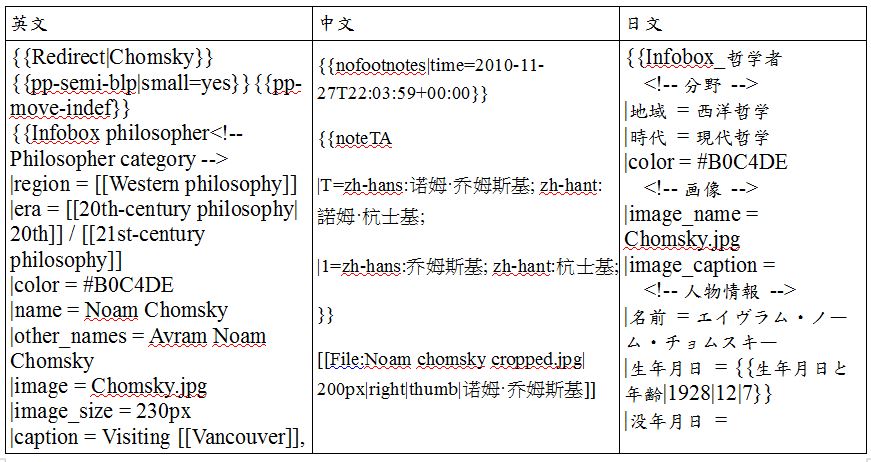 英文
中文
日文
{{Redirect|Chomsky}}
{{pp-semi-blp|small=yes}}{{pp-
move-indef}}
{{Infobox philosopher<!--
Philosopher category -->
|region = [[Western philosophy]]
|era = [[20th-century philosophy|
20th]] / [[21st-century
philosophy]]
|color = #B0C4DE
|name = Noam Chomsky
|other_names = Avram Noam
Chomsky
|image = Chomsky.jpg
|image_size = 230px
|caption = Visiting [[Vancouver]],
{{nofootnotes|time=2010-11-
27T22:03:59+00:00}}
{{noteTA
|T=zh-hans:诺姆·乔姆斯基; zh-hant:
諾姆·杭士基;
|1=zh-hans:乔姆斯基; zh-hant:杭士基;
}}
[[File:Noam chomsky cropped.jpg|
200px|right|thumb|诺姆·乔姆斯基]]
{{Infobox_哲学者
<!-- 分野 -->
|地域 = 西洋哲学
|時代 = 現代哲学
|color = #B0C4DE
<!-- 画像 -->
|image_name =
Chomsky.jpg
|image_caption =
<!-- 人物情報 -->
|名前 = エイヴラム・ノー
ム・チョムスキー
|生年月日 = {{生年月日と
年齢|1928|12|7}}
|没年月日 =